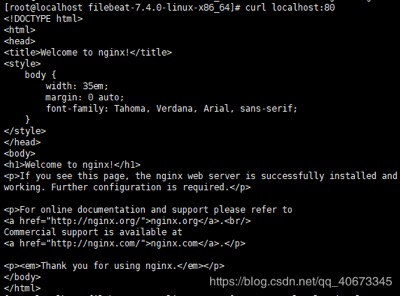 [root@localhost filebeat-7.4.0-linux-x86_64]# curl localhost:80
<!DOCTYPE html>
<html>
<head>
<title>Welcome to nginx!</title>
<style>
    body {
        width: 35em;
        margin: 0 auto;
        font-family: Tahoma, Verdana, Arial, sans-serif;
    }
</style>
</head>
<body>
<h1>Welcome to nginx!</h1>
<p>If you see this page, the nginx web server is successfully installed and
working. Further configuration is required.</p>

<p>For online documentation and support please refer to
<a href="http://nginx.org/">nginx.org</a>.<br/>
Commercial support is available at
<a href="http://nginx.com/">nginx.com</a>.</p>

<p><em>Thank you for using nginx.</em></p>
</body>
https://blog.csdn.net/qq_40673345
</html>